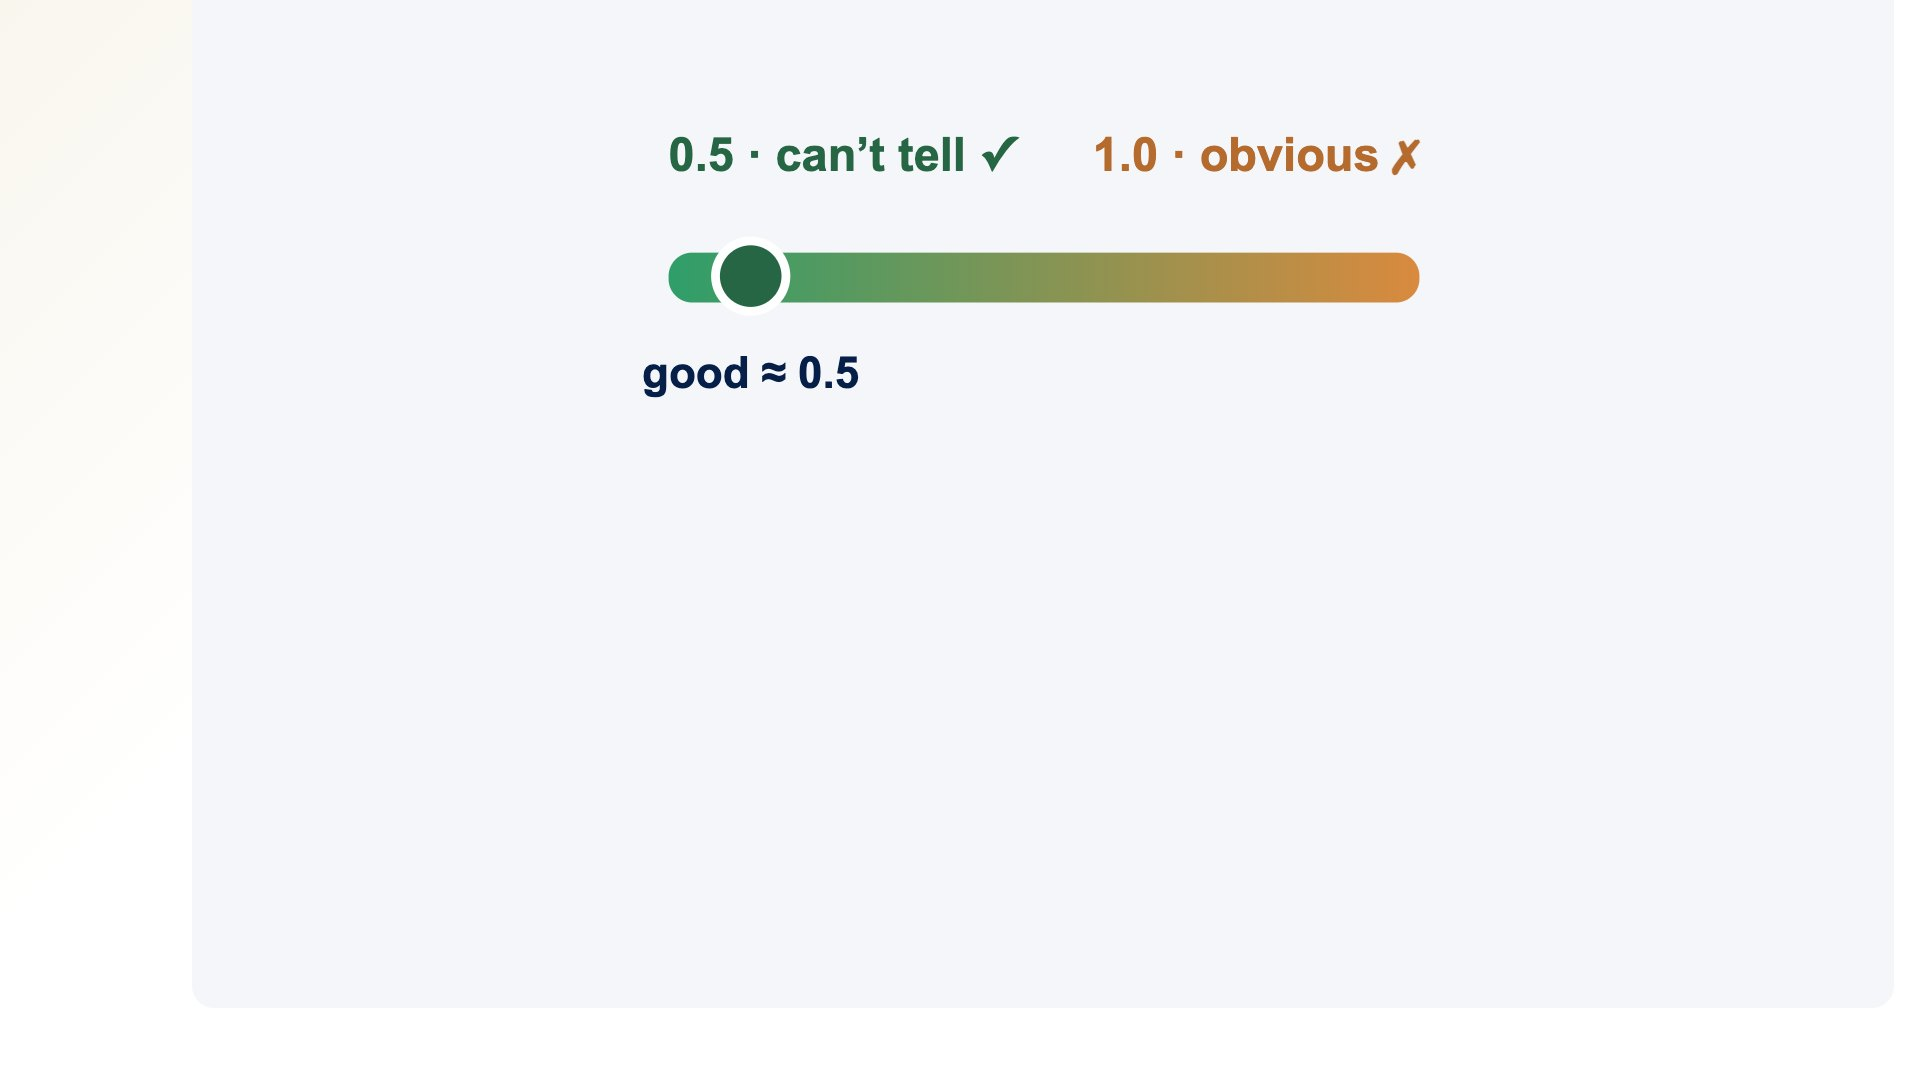 0.5 · can’t tell ✓ 1.0 · obvious ✗
good ≈ 0.5